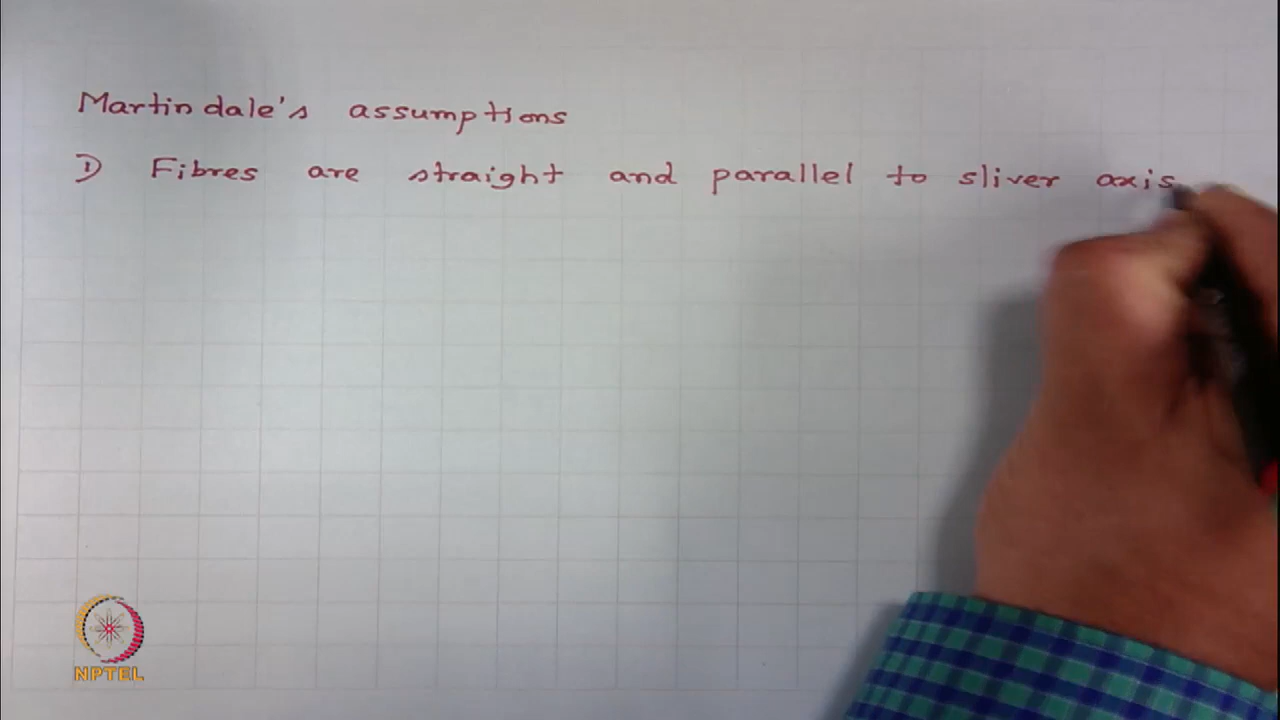 Martindale's assumptions
1) Fibres are straight and parallel to sliver axis
NPTEL